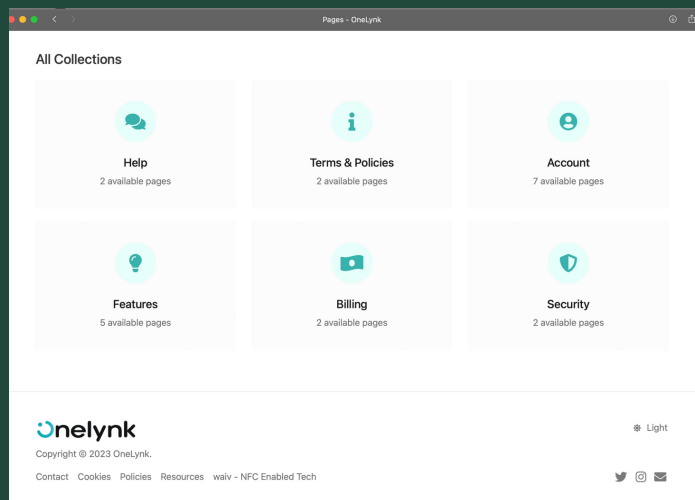 Pages - OneLynk
All Collections
Help
2 available pages
Terms & Policies
2 available pages
Account
7 available pages
Features
5 available pages
Billing
2 available pages
Security
2 available pages
Onelynk
Light
Copyright © 2023 OneLynk.
Contact Cookies Policies Resources waiv - NFC Enabled Tech